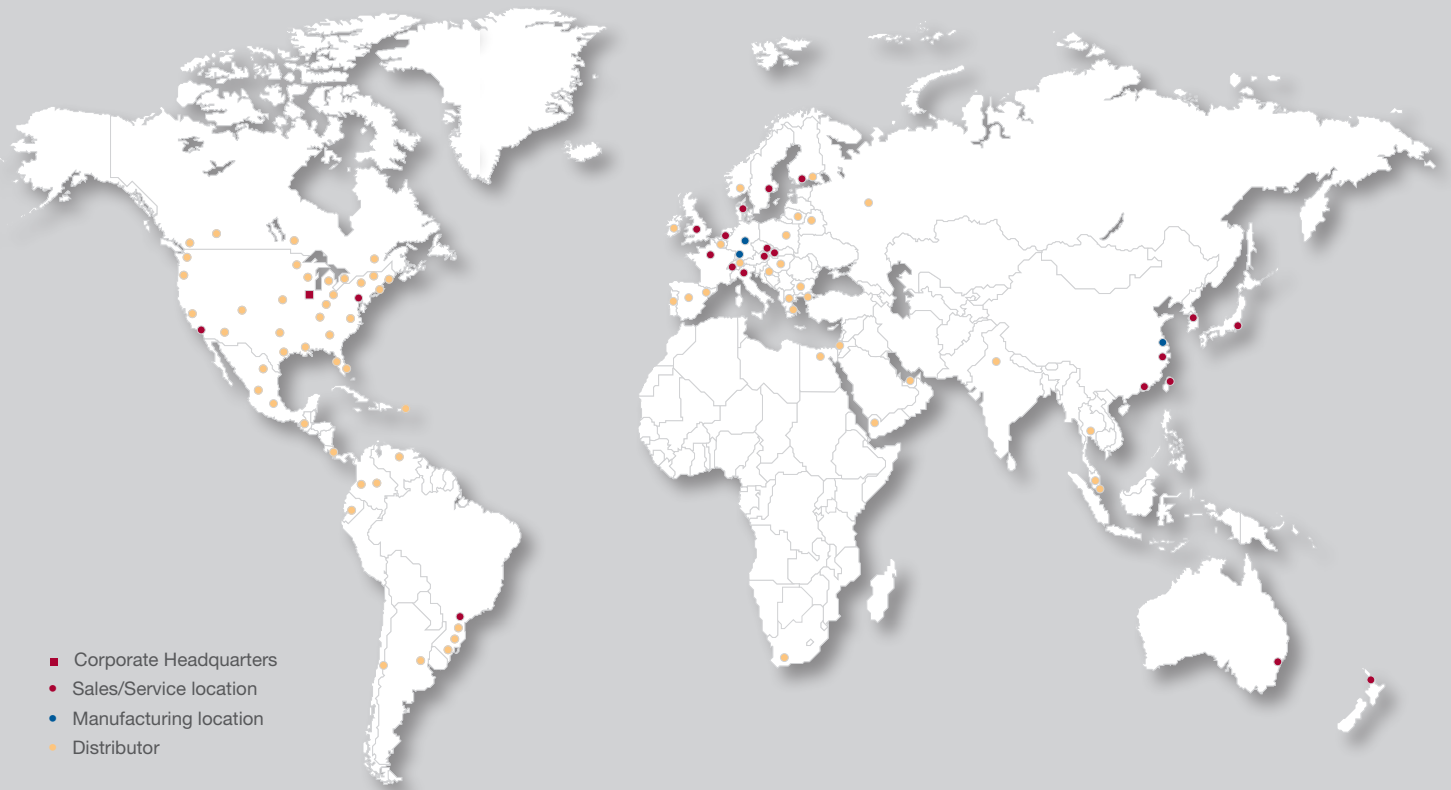 Corporate Headquarters
Sales/Service location
Manufacturing location
Distributor